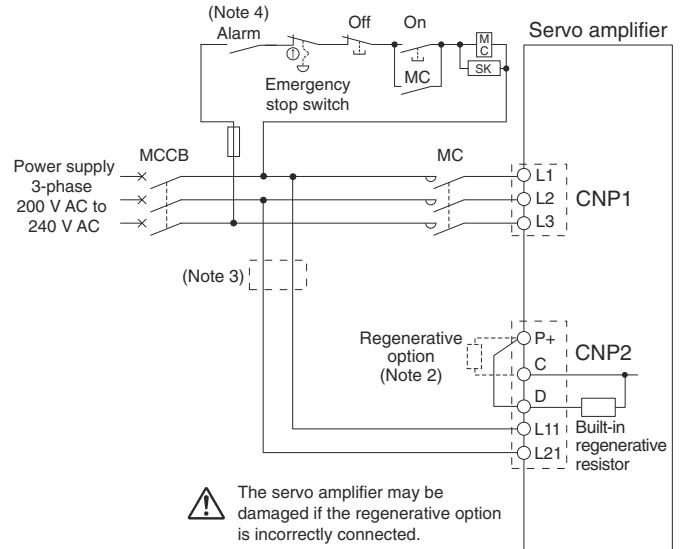 (Note 4)
Alarm
Off
On
M
C
SK
MC
Emergency
stop switch
Servo amplifier
Power supply
3-phase
200 V AC to
240 V AC
MCCB
MC
L1
L2
L3
CNP1
(Note 3)
Regenerative
option
(Note 2)
P+
C
D
L11
L21
CNP2
Built-in
regenerative
resistor
The servo amplifier may be
damaged if the regenerative option
is incorrectly connected.